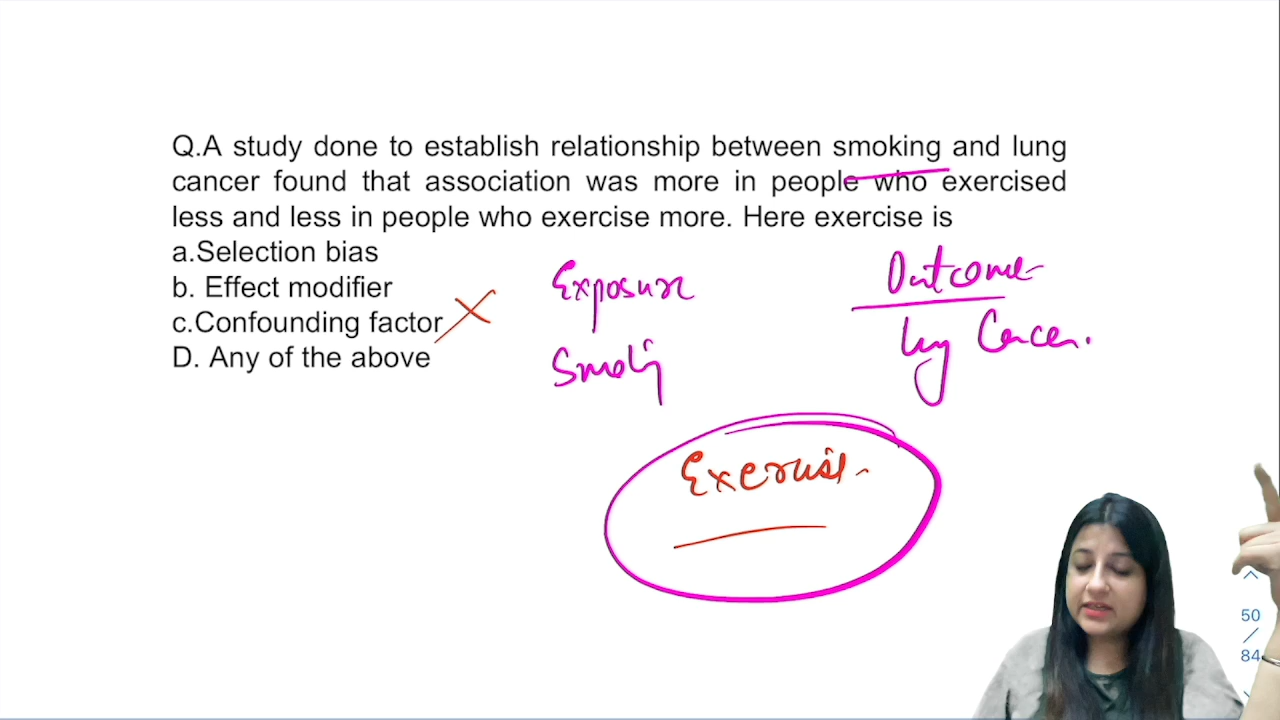 Q.A study done to establish relationship between smoking and lung
cancer found that association was more in people who exercised
less and less in people who exercise more. Here exercise is
a.Selection bias
b. Effect modifier
c.Confounding factor
D. Any of the above
Exposure
Outcome
Cancer.
Exercise
50
/
84